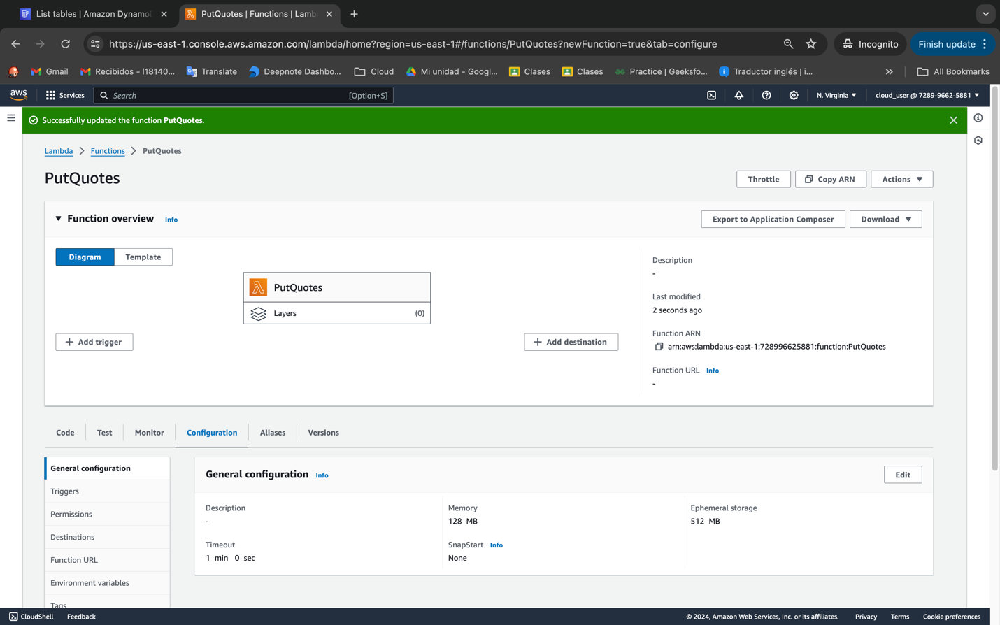 List tables | Amazon Dynamo
PutQuotes | Functions | Lamb
https://us-east-1.console.aws.amazon.com/lambda/home?region=us-east-1#/functions/PutQuotes?newFunction=true&tab=configure
Incognito
Finish update
Gmail
Recibidos - l18140...
Translate
Deepnote Dashbo...
Cloud
Mi unidad - Googl...
Clases
Clases
Practice | Geeksfo...
Traductor inglés | i...
All Bookmarks
aws
Services
Search
[Option+S]
N. Virginia
cloud_user @ 7289-9662-5881
Successfully updated the function PutQuotes.
Lambda
Functions
PutQuotes
PutQuotes
Throttle
Copy ARN
Actions
Function overview
Info
Export to Application Composer
Download
Diagram
Template
PutQuotes
Layers
(0)
Add trigger
Add destination
Description
-
Last modified
2 seconds ago
Function ARN
arn:aws:lambda:us-east-1:728996625881:function:PutQuotes
Function URL Info
-
Code
Test
Monitor
Configuration
Aliases
Versions
General configuration
Triggers
Permissions
Destinations
Function URL
Environment variables
Tags
General configuration Info
Edit
Description
-
Memory
128 MB
Ephemeral storage
512 MB
Timeout
1 min 0 sec
SnapStart Info
None
CloudShell
Feedback
© 2024, Amazon Web Services, Inc. or its affiliates.
Privacy
Terms
Cookie preferences